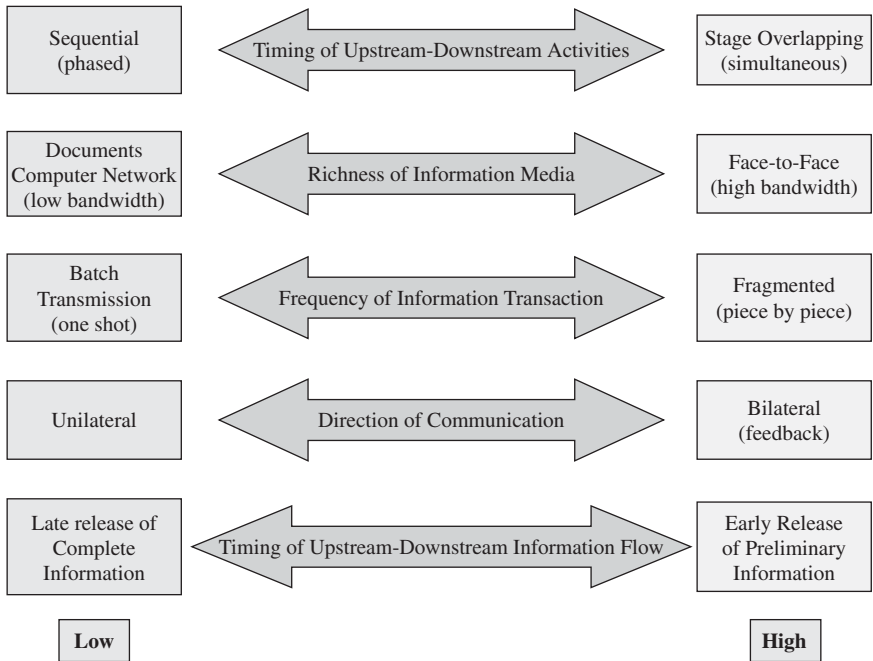 Sequential
(phased)
Timing of Upstream-Downstream Activities
Stage Overlapping
(simultaneous)
Documents
Computer Network
(low bandwidth)
Richness of Information Media
Face-to-Face
(high bandwidth)
Batch
Transmission
(one shot)
Frequency of Information Transaction
Fragmented
(piece by piece)
Unilateral
Direction of Communication
Bilateral
(feedback)
Late release of
Complete
Information
Timing of Upstream-Downstream Information Flow
Early Release
of Preliminary
Information
Low
High